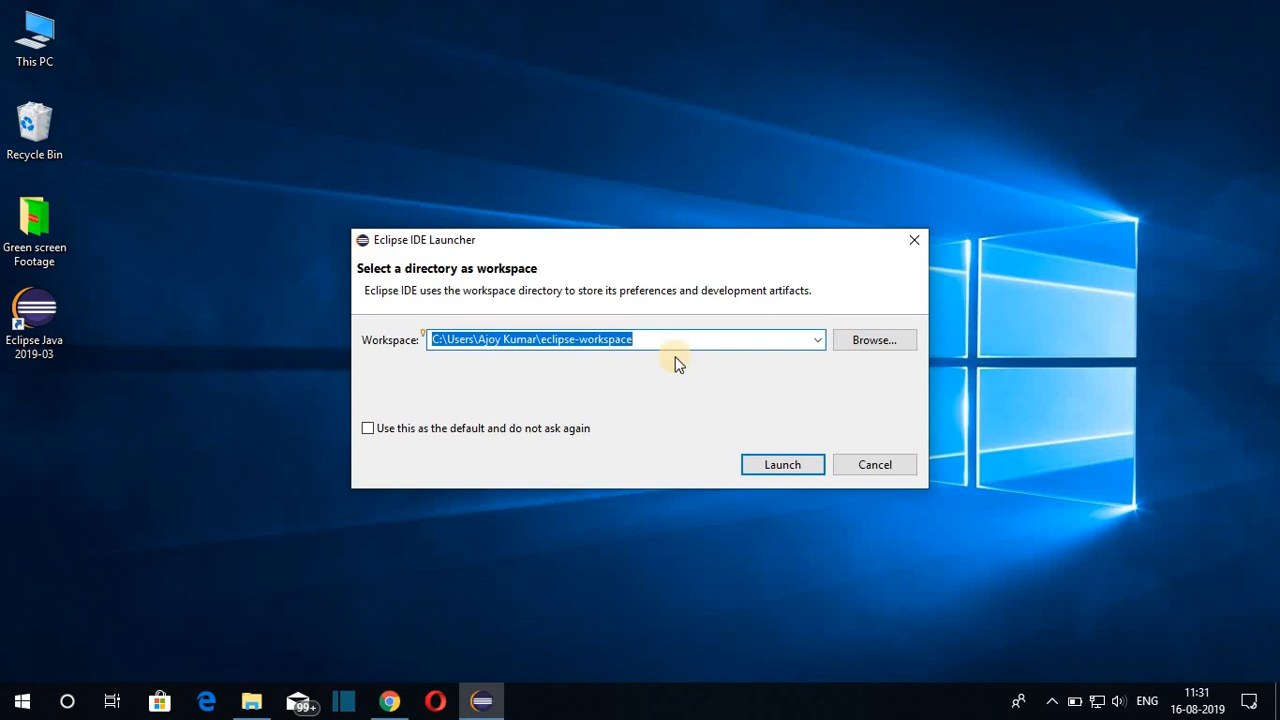 This PC
Recycle Bin
Green screen
Footage
Eclipse Java
2019-03
Eclipse IDE Launcher
Select a directory as workspace
Eclipse IDE uses the workspace directory to store its preferences and development artifacts.
Workspace: C:\Users\Ajoy Kumar\eclipse-workspace Browse...
Use this as the default and do not ask again
Launch Cancel
99+
ENG
11:31
16-08-2019